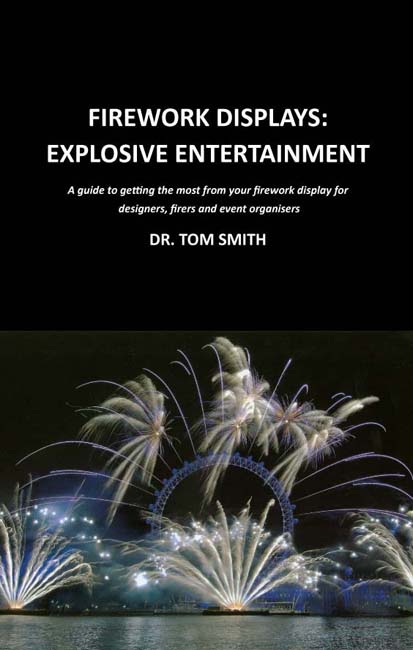 FIREWORK DISPLAYS:
EXPLOSIVE ENTERTAINMENT
A guide to getting the most from your firework display for
designers, firers and event organisers
DR. TOM SMITH